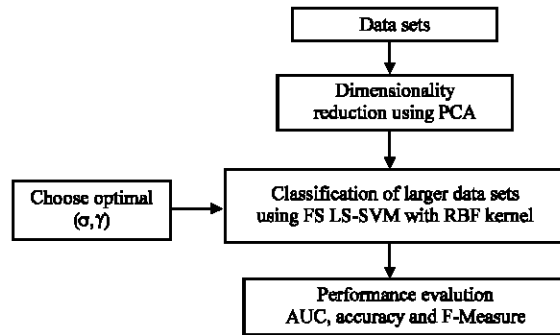 Data sets
Dimensionality
reduction using PCA
Choose optimal
(σ,γ)
Classification of larger data sets
using FS LS-SVM with RBF kernel
Performance evalution
AUC, accuracy and F-Measure